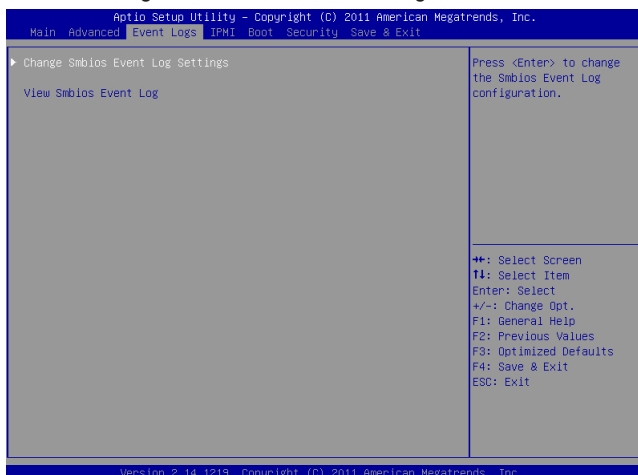 Aptio Setup Utility – Copyright (C) 2011 American Megatrends, Inc.
Main Advanced Event Logs IPMI Boot Security Save & Exit
▶ Change Smbios Event Log Settings
View Smbios Event Log
Press <Enter> to change
the Smbios Event Log
configuration.
→←: Select Screen
↑↓: Select Item
Enter: Select
+/-: Change Opt.
F1: General Help
F2: Previous Values
F3: Optimized Defaults
F4: Save & Exit
ESC: Exit
Version 2.14.1219. Copyright (C) 2011 American Megatrends, Inc.